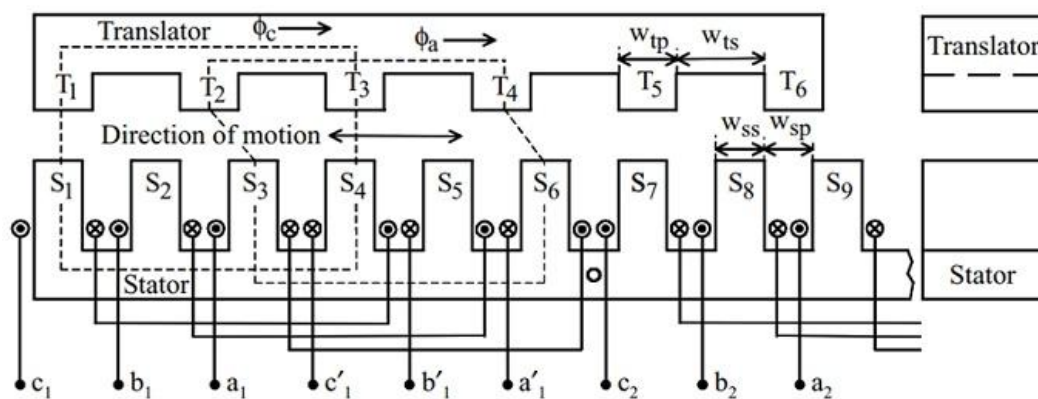 Translator ϕc ϕa wtp wts Translator
T1 T2 T3 T4 T5 T6
Direction of motion wss wsp
S1 S2 S3 S4 S5 S6 S7 S8 S9
Stator Stator
c1 b1 a1 c′1 b′1 a′1 c2 b2 a2